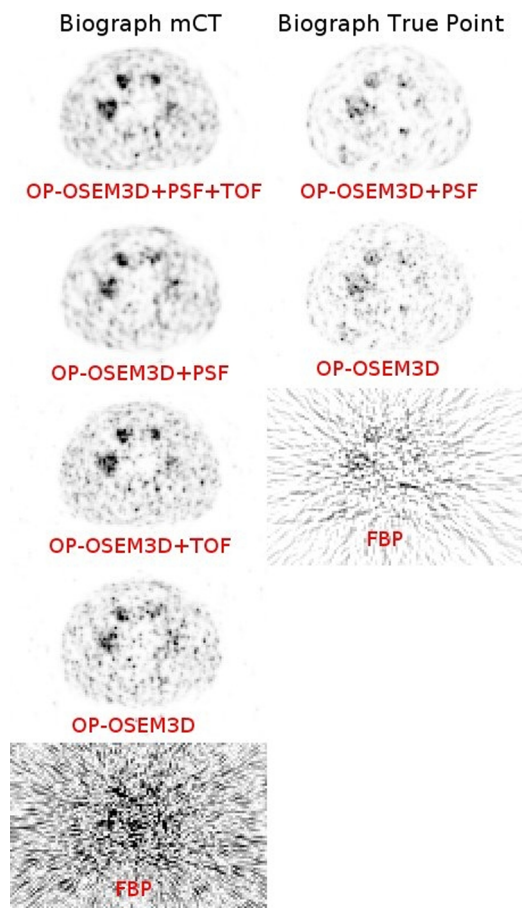 Biograph mCT
Biograph True Point
OP-OSEM3D+PSF+TOF
OP-OSEM3D+PSF
OP-OSEM3D+PSF
OP-OSEM3D
OP-OSEM3D+TOF
FBP
OP-OSEM3D
FBP